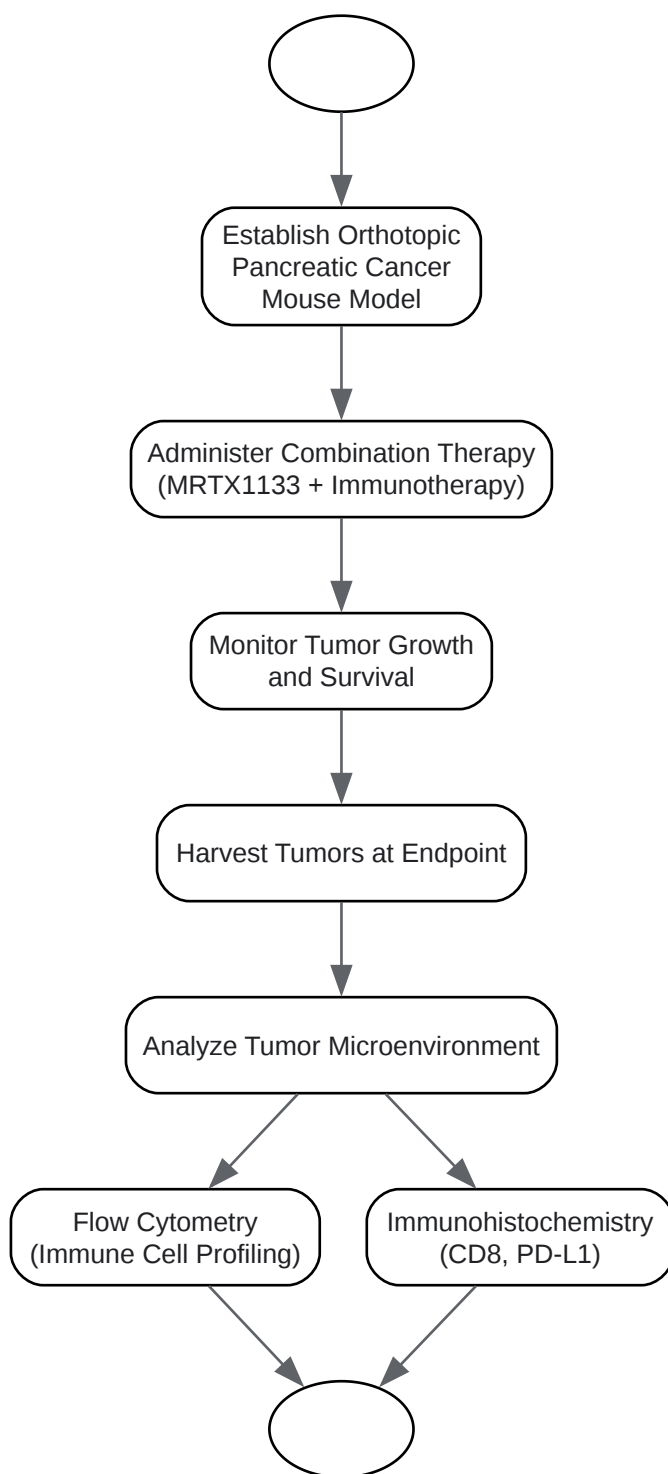 Establish Orthotopic
Pancreatic Cancer
Mouse Model
Administer Combination Therapy
(MRTX1133 + Immunotherapy)
Monitor Tumor Growth
and Survival
Harvest Tumors at Endpoint
Analyze Tumor Microenvironment
Flow Cytometry
(Immune Cell Profiling)
Immunohistochemistry
(CD8, PD-L1)